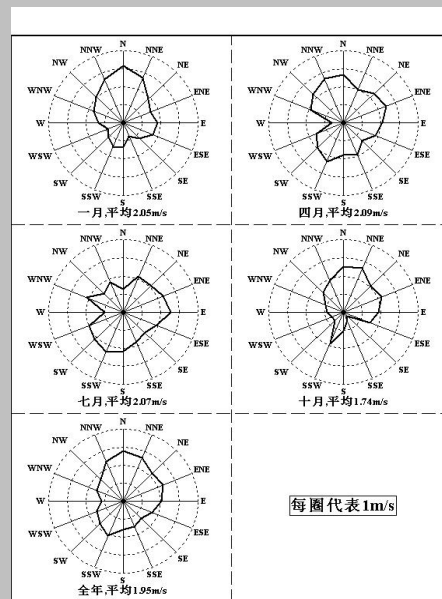 N
NNW NNE
NW NE
WNW ENE
W E
WSW ESE
SW SE
SSW SSE
S
一月,平均2.05m/s
N
NNW NNE
NW NE
WNW ENE
W E
WSW ESE
SW SE
SSW SSE
S
四月,平均2.09m/s
N
NNW NNE
NW NE
WNW ENE
W E
WSW ESE
SW SE
SSW SSE
S
七月,平均2.07m/s
N
NNW NNE
NW NE
WNW ENE
W E
WSW ESE
SW SE
SSW SSE
S
十月,平均1.74m/s
N
NNW NNE
NW NE
WNW ENE
W E
WSW ESE
SW SE
SSW SSE
S
全年,平均1.95m/s
每圈代表1m/s